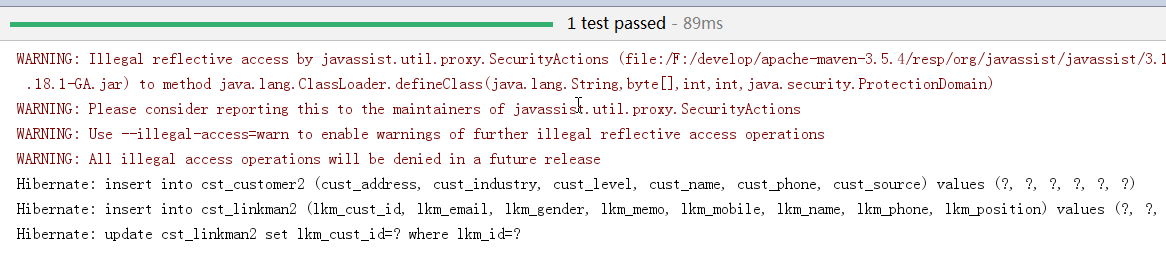 1 test passed - 89ms
WARNING: Illegal reflective access by javassist.util.proxy.SecurityActions (file:/F:/develop/apache-maven-3.5.4/resp/org/javassist/javassist/3.1
.18.1-GA.jar) to method java.lang.ClassLoader.defineClass(java.lang.String,byte[],int,int,java.security.ProtectionDomain)
WARNING: Please consider reporting this to the maintainers of javassist.util.proxy.SecurityActions
WARNING: Use --illegal-access=warn to enable warnings of further illegal reflective access operations
WARNING: All illegal access operations will be denied in a future release
Hibernate: insert into cst_customer2 (cust_address, cust_industry, cust_level, cust_name, cust_phone, cust_source) values (?, ?, ?, ?, ?, ?)
Hibernate: insert into cst_linkman2 (lkm_cust_id, lkm_email, lkm_gender, lkm_memo, lkm_mobile, lkm_name, lkm_phone, lkm_position) values (?, ?,
Hibernate: update cst_linkman2 set lkm_cust_id=? where lkm_id=?